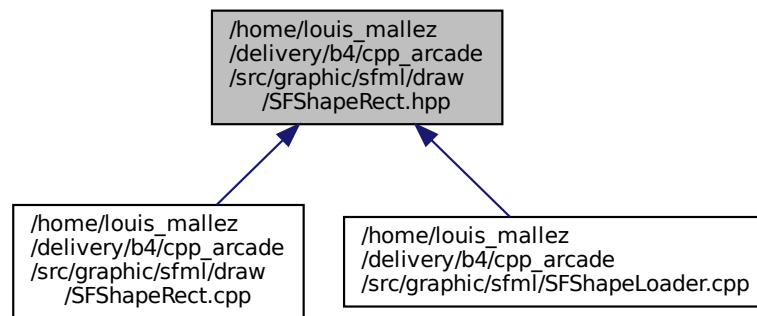 /home/louis_mallez
/delivery/b4/cpp_arcade
/src/graphic/sfml/draw
/SFShapeRect.hpp
/home/louis_mallez
/delivery/b4/cpp_arcade
/src/graphic/sfml/draw
/SFShapeRect.cpp
/home/louis_mallez
/delivery/b4/cpp_arcade
/src/graphic/sfml/SFShapeLoader.cpp